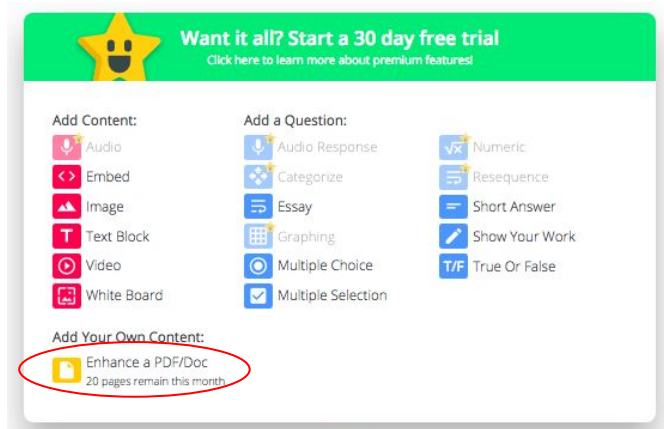 Want it all? Start a 30 day free trial
Click here to learn more about premium features!
Add Content:
Audio
Embed
Image
Text Block
Video
White Board
Add a Question:
Audio Response
Categorize
Essay
Graphing
Multiple Choice
Multiple Selection
√x Numeric
Resequence
Short Answer
Show Your Work
T/F True Or False
Add Your Own Content:
Enhance a PDF/Doc
20 pages remain this month